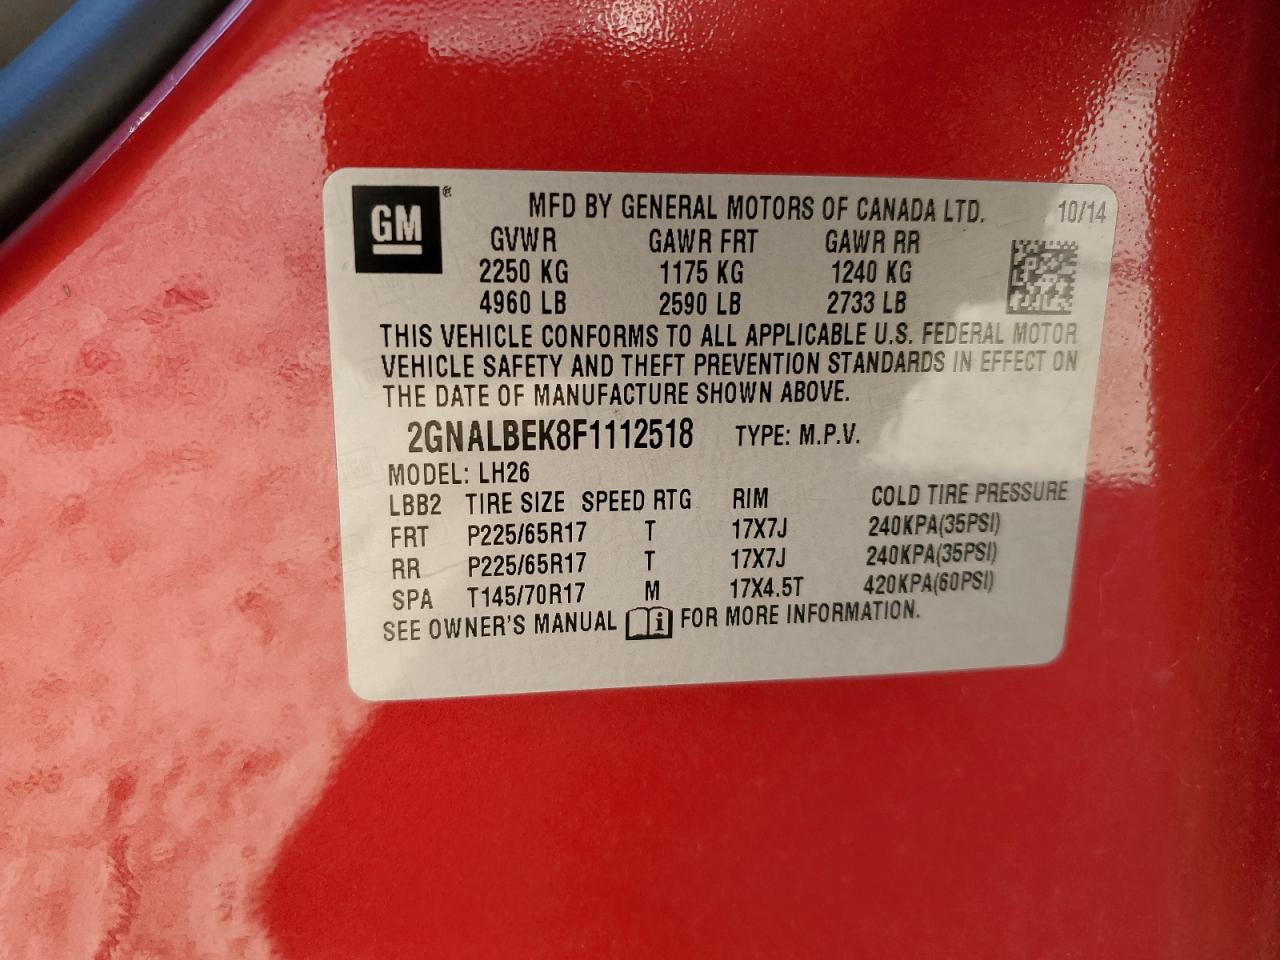 GM ® MFD BY GENERAL MOTORS OF CANADA LTD. 10/14
GVWR GAWR FRT GAWR RR
2250 KG 1175 KG 1240 KG
4960 LB 2590 LB 2733 LB
THIS VEHICLE CONFORMS TO ALL APPLICABLE U.S. FEDERAL MOTOR
VEHICLE SAFETY AND THEFT PREVENTION STANDARDS IN EFFECT ON
THE DATE OF MANUFACTURE SHOWN ABOVE.
2GNALBEK8F1112518 TYPE: M.P.V.
MODEL: LH26
LBB2 TIRE SIZE SPEED RTG RIM COLD TIRE PRESSURE
FRT P225/65R17 T 17X7J 240KPA(35PSI)
RR P225/65R17 T 17X7J 240KPA(35PSI)
SPA T145/70R17 M 17X4.5T 420KPA(60PSI)
SEE OWNER'S MANUAL i FOR MORE INFORMATION.